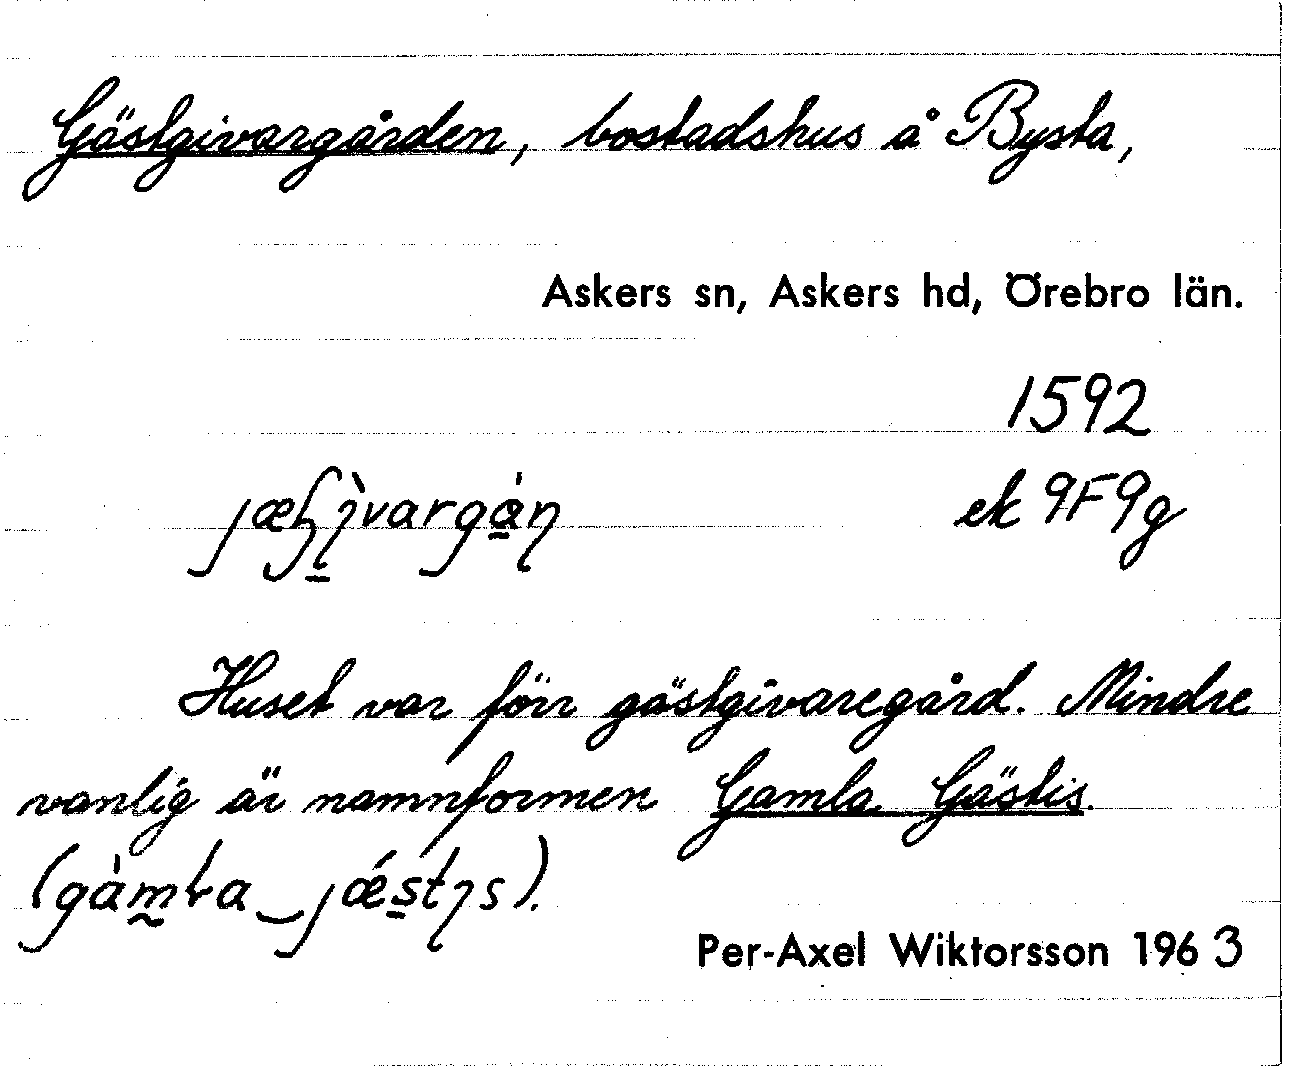 Gästgivargården, bostadshus å Bysta,
Askers sn, Askers hd, Örebro län.
1592
ek 9F9g
Huset var förr gästgivaregård. Mindre
vanlig är namnformen Gamla Gästis.
Per-Axel Wiktorsson 1963